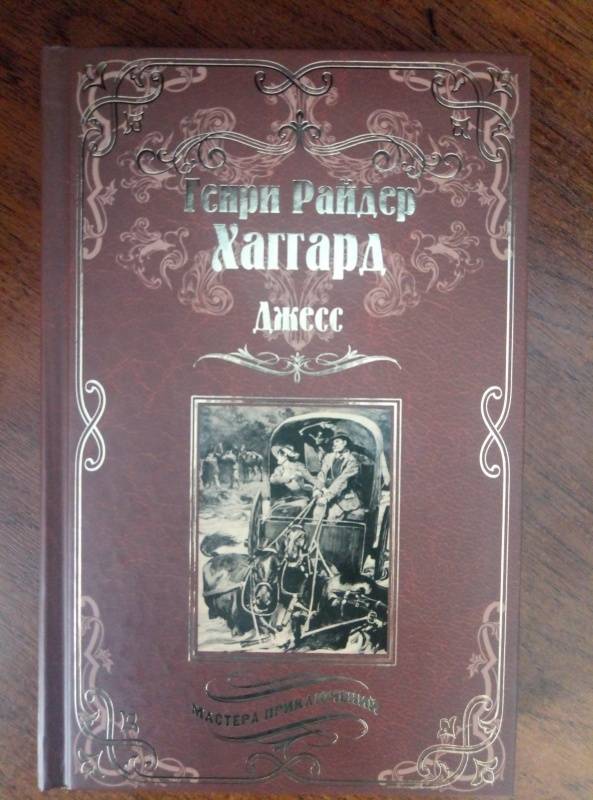 Генри Райдер
Хаггард
Джесс
МАСТЕРА ПРИКЛЮЧЕНИЙ